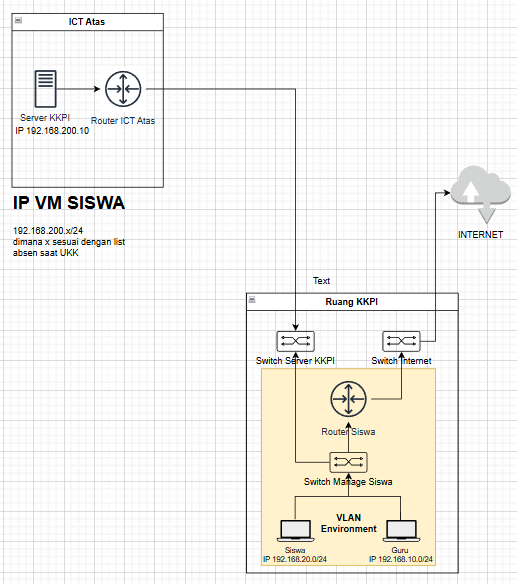 ICT Atas
Server KKPI
IP 192.168.200.10
Router ICT Atas
IP VM SISWA
192.168.200.x/24
dimana x sesuai dengan list
absen saat UKK
INTERNET
Text
Ruang KKPI
Switch Server KKPI
Switch Internet
Router Siswa
Switch Manage Siswa
VLAN
Environment
Siswa
IP 192.168.20.0/24
Guru
IP 192.168.10.0/24